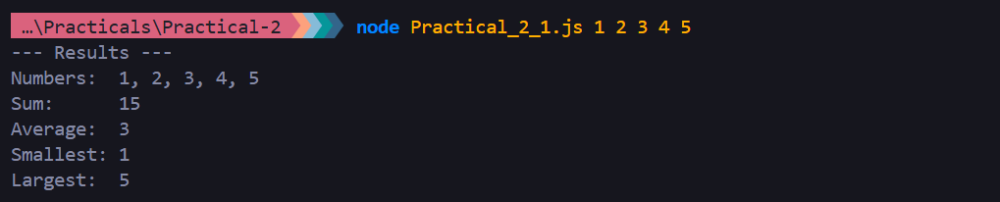 …\Practicals\Practical-2 node Practical_2_1.js 1 2 3 4 5
--- Results ---
Numbers:  1, 2, 3, 4, 5
Sum:      15
Average:  3
Smallest: 1
Largest:  5